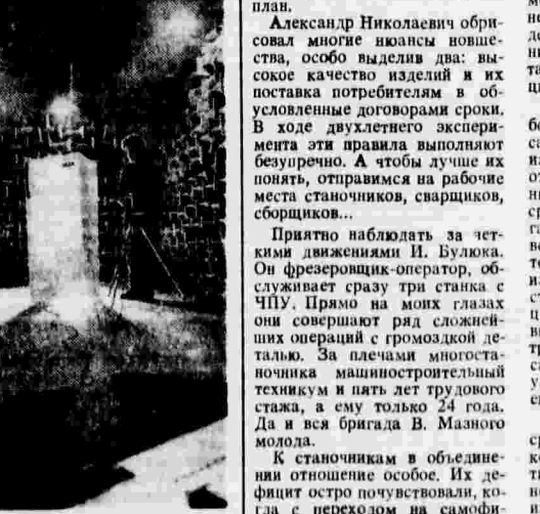 план.
Александр Николаевич обри-
совал многие нюансы новше-
ства, особо выделив два: вы-
сокое качество изделий и их
поставка потребителям в об-
условленные договорами сроки.
В ходе двухлетнего экспери-
мента эти правила выполняют
безупречно. А чтобы лучше их
понять, отправимся на рабочие
места станочников, сварщиков,
сборщиков...
Приятно наблюдать за чет-
кими движениями И. Булюка.
Он фрезеровщик-оператор, об-
служивает сразу три станка с
ЧПУ. Прямо на моих глазах
они совершают ряд сложней-
ших операций с громоздкой де-
талью. За плечами многоста-
ночника машиностроительный
техникум и пять лет трудового
стажа, а ему только 24 года.
Да и вся бригада В. Мазного
молода.
К станочникам в объедине-
нии отношение особое. Их де-
фицит остро почувствовали, ко-
гда с переходом на самофи-